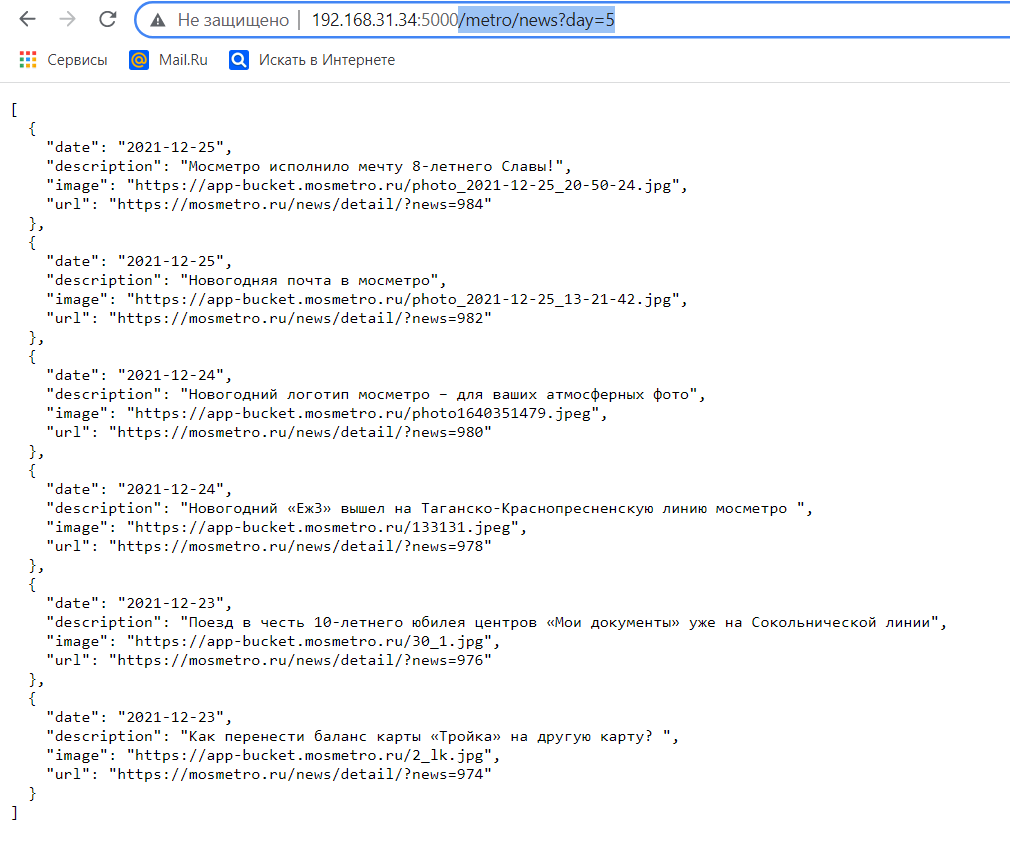 Не защищено | 192.168.31.34:5000/metro/news?day=5
Сервисы Mail.Ru Искать в Интернете
[
  {
    "date": "2021-12-25",
    "description": "Мосметро исполнило мечту 8-летнего Славы!",
    "image": "https://app-bucket.mosmetro.ru/photo_2021-12-25_20-50-24.jpg",
    "url": "https://mosmetro.ru/news/detail/?news=984"
  },
  {
    "date": "2021-12-25",
    "description": "Новогодняя почта в мосметро",
    "image": "https://app-bucket.mosmetro.ru/photo_2021-12-25_13-21-42.jpg",
    "url": "https://mosmetro.ru/news/detail/?news=982"
  },
  {
    "date": "2021-12-24",
    "description": "Новогодний логотип мосметро – для ваших атмосферных фото",
    "image": "https://app-bucket.mosmetro.ru/photo1640351479.jpeg",
    "url": "https://mosmetro.ru/news/detail/?news=980"
  },
  {
    "date": "2021-12-24",
    "description": "Новогодний «Еж3» вышел на Таганско-Краснопресненскую линию мосметро ",
    "image": "https://app-bucket.mosmetro.ru/133131.jpeg",
    "url": "https://mosmetro.ru/news/detail/?news=978"
  },
  {
    "date": "2021-12-23",
    "description": "Поезд в честь 10-летнего юбилея центров «Мои документы» уже на Сокольнической линии",
    "image": "https://app-bucket.mosmetro.ru/30_1.jpg",
    "url": "https://mosmetro.ru/news/detail/?news=976"
  },
  {
    "date": "2021-12-23",
    "description": "Как перенести баланс карты «Тройка» на другую карту? ",
    "image": "https://app-bucket.mosmetro.ru/2_lk.jpg",
    "url": "https://mosmetro.ru/news/detail/?news=974"
  }
]